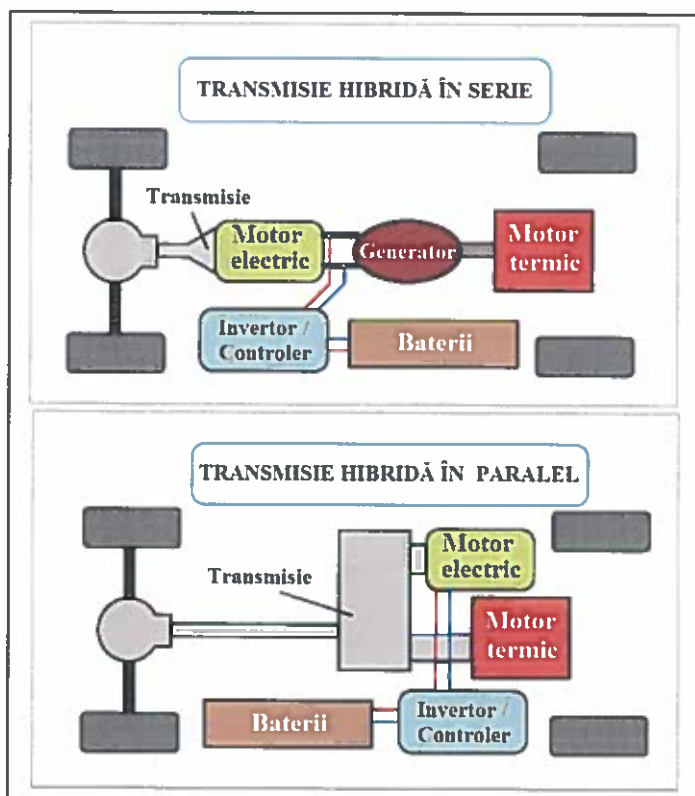 TRANSMISIE HIBRIDĂ ÎN SERIE
Transmisie
Motor
electric
Generator
Motor
termic
Invertor /
Controler
Baterii
TRANSMISIE HIBRIDĂ ÎN PARALEL
Transmisie
Motor
electric
Motor
termic
Baterii
Invertor /
Controler